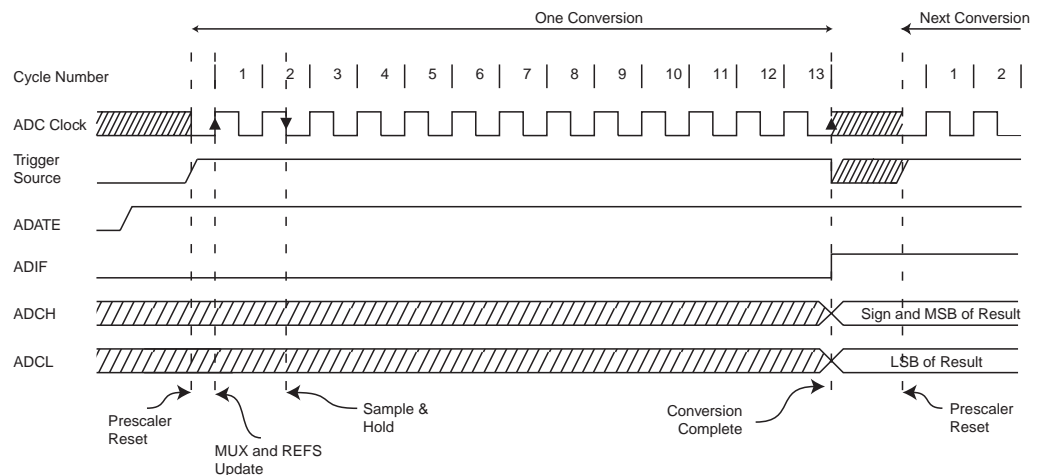 One Conversion
Next Conversion
Cycle Number
1 2 3 4 5 6 7 8 9 10 11 12 13 1 2
ADC Clock
Trigger
Source
ADATE
ADIF
ADCH
Sign and MSB of Result
ADCL
LSB of Result
Prescaler
Reset
MUX and REFS
Update
Sample &
Hold
Conversion
Complete
Prescaler
Reset